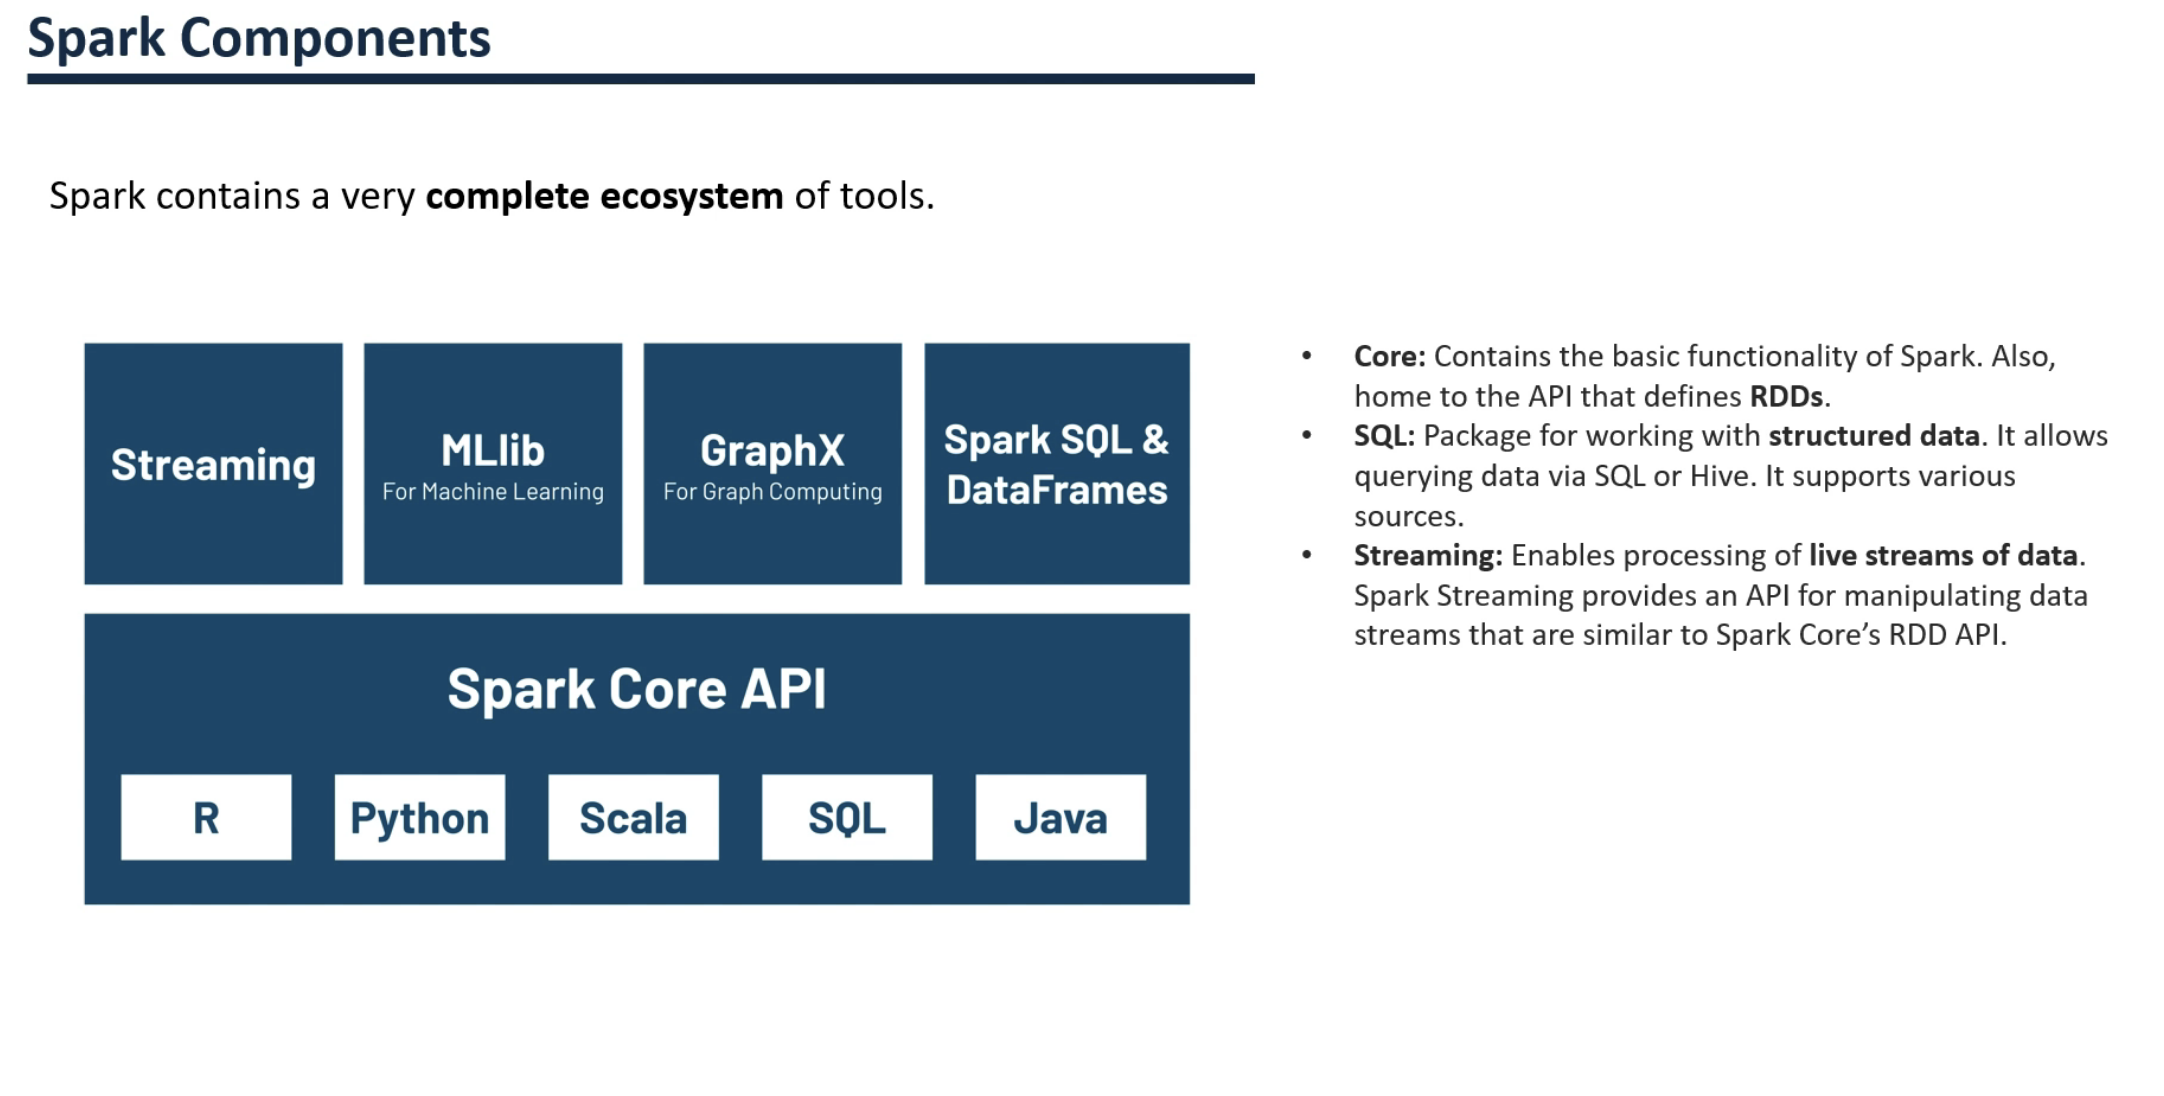 Spark Components
Spark contains a very complete ecosystem of tools.
Streaming
MLlib
For Machine Learning
GraphX
For Graph Computing
Spark SQL &
DataFrames
Spark Core API
R
Python
Scala
SQL
Java
• Core: Contains the basic functionality of Spark. Also,
home to the API that defines RDDs.
• SQL: Package for working with structured data. It allows
querying data via SQL or Hive. It supports various
sources.
• Streaming: Enables processing of live streams of data.
Spark Streaming provides an API for manipulating data
streams that are similar to Spark Core’s RDD API.